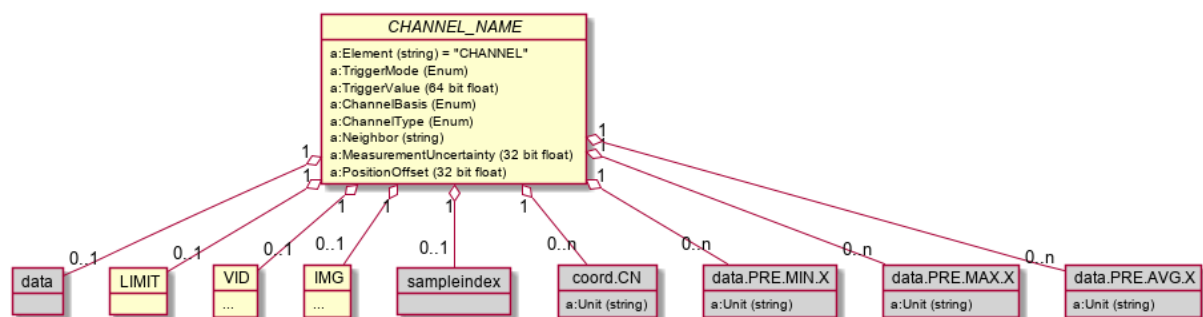 CHANNEL_NAME
a:Element (string) = "CHANNEL"
a:TriggerMode (Enum)
a:TriggerValue (64 bit float)
a:ChannelBasis (Enum)
a:ChannelType (Enum)
a:Neighbor (string)
a:MeasurementUncertainty (32 bit float)
a:PositionOffset (32 bit float)
1 1 1 1 1 1 1 1 1
0..1 0..1 0..1 0..1 0..1 0..n 0..n 0..n 0..n
data LIMIT VID IMG sampleindex coord.CN data.PRE.MIN.X data.PRE.MAX.X data.PRE.AVG.X
... ... a:Unit (string) a:Unit (string) a:Unit (string) a:Unit (string)